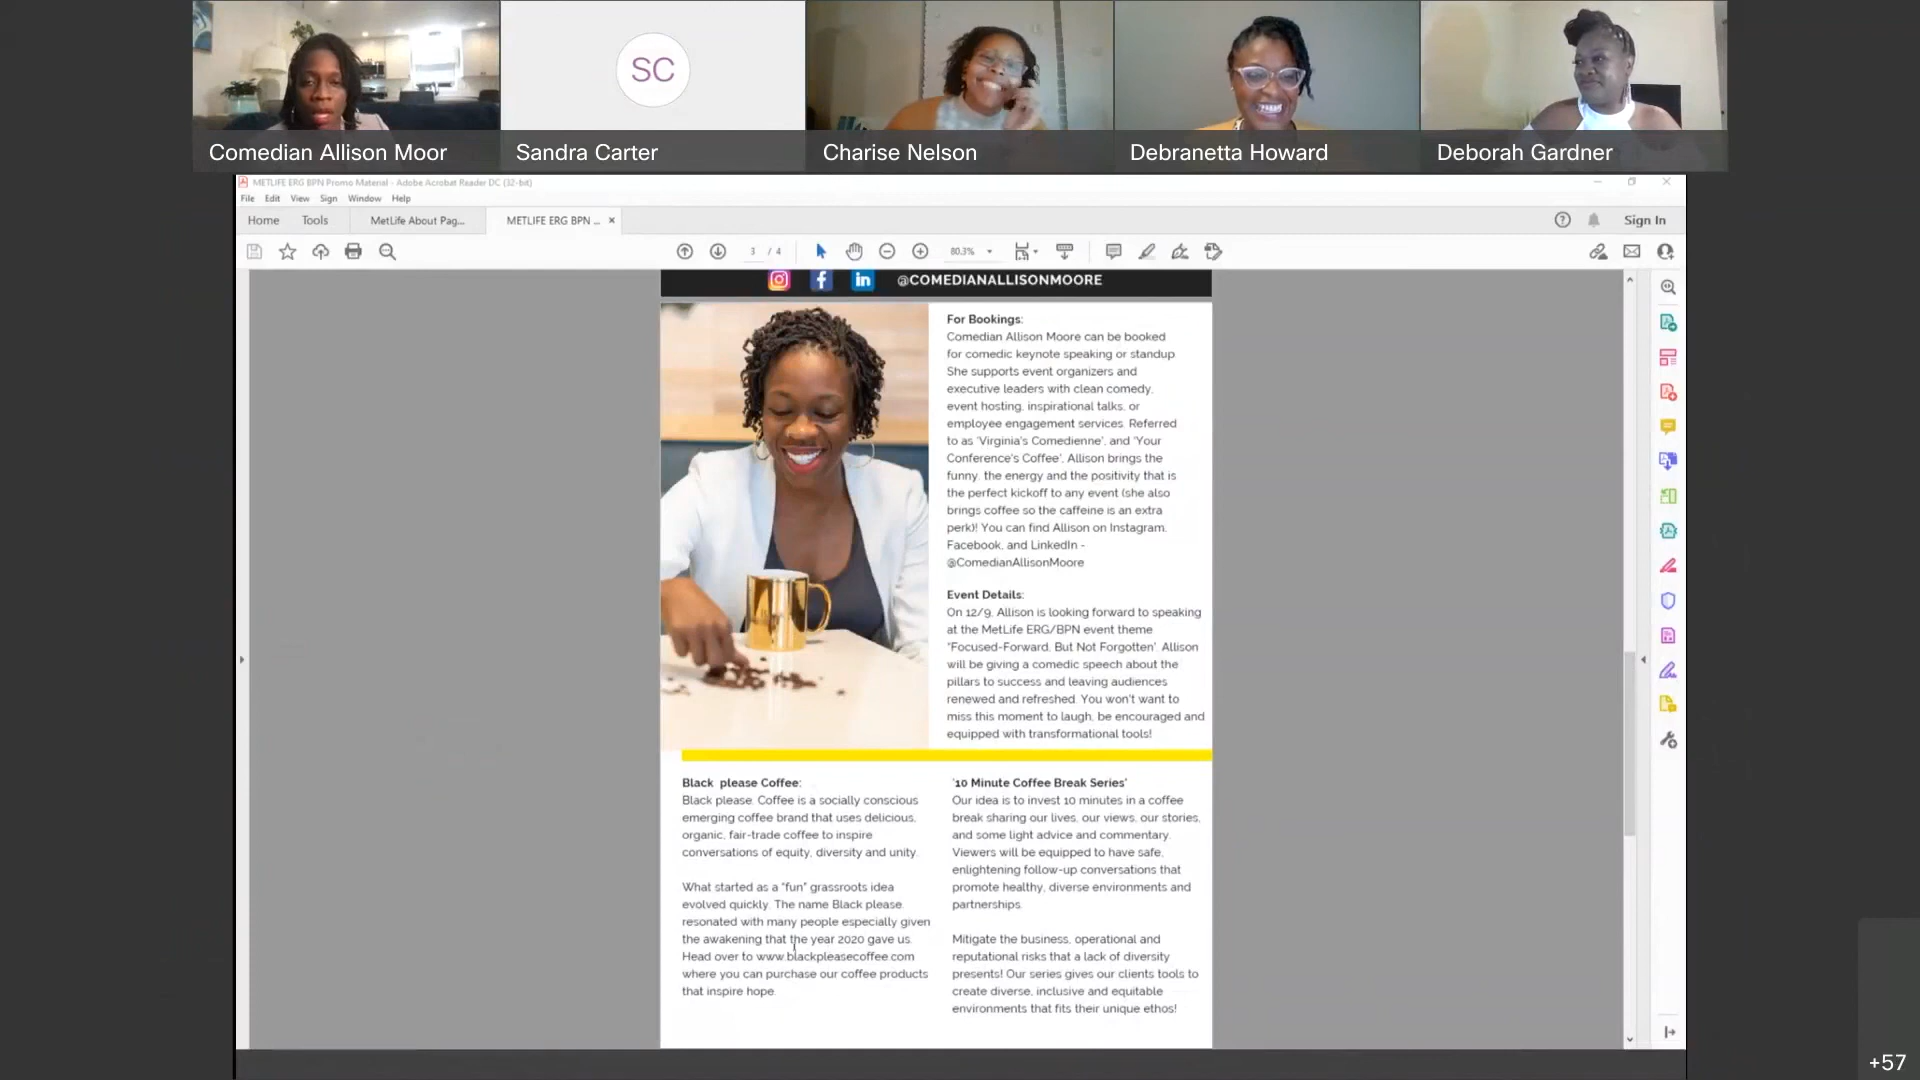 SC
Comedian Allison Moor
Sandra Carter
Charise Nelson
Debranetta Howard
Deborah Gardner
METLIFE ERG BPN Promo Material - Adobe Acrobat Reader DC (32-bit)
File Edit View Sign Window Help
Home Tools MetLife About Pag... METLIFE ERG BPN ... ×
Sign In
3 / 4
80.3%
@COMEDIANALLISONMOORE
For Bookings:
Comedian Allison Moore can be booked
for comedic keynote speaking or standup.
She supports event organizers and
executive leaders with clean comedy,
event hosting, inspirational talks, or
employee engagement services. Referred
to as 'Virginia's Comedienne', and 'Your
Conference's Coffee', Allison brings the
funny, the energy and the positivity that is
the perfect kickoff to any event (she also
brings coffee so the caffeine is an extra
perk)! You can find Allison on Instagram,
Facebook, and LinkedIn -
@ComedianAllisonMoore
Event Details:
On 12/9, Allison is looking forward to speaking
at the MetLife ERG/BPN event theme
"Focused-Forward, But Not Forgotten". Allison
will be giving a comedic speech about the
pillars to success and leaving audiences
renewed and refreshed. You won't want to
miss this moment to laugh, be encouraged and
equipped with transformational tools!
Black please Coffee:
Black please. Coffee is a socially conscious
emerging coffee brand that uses delicious,
organic, fair-trade coffee to inspire
conversations of equity, diversity and unity.
What started as a "fun" grassroots idea
evolved quickly. The name Black please.
resonated with many people especially given
the awakening that the year 2020 gave us.
Head over to www.blackpleasecoffee.com
where you can purchase our coffee products
that inspire hope.
'10 Minute Coffee Break Series'
Our idea is to invest 10 minutes in a coffee
break sharing our lives, our views, our stories,
and some light advice and commentary.
Viewers will be equipped to have safe,
enlightening follow-up conversations that
promote healthy, diverse environments and
partnerships.
Mitigate the business, operational and
reputational risks that a lack of diversity
presents! Our series gives our clients tools to
create diverse, inclusive and equitable
environments that fits their unique ethos!
+57